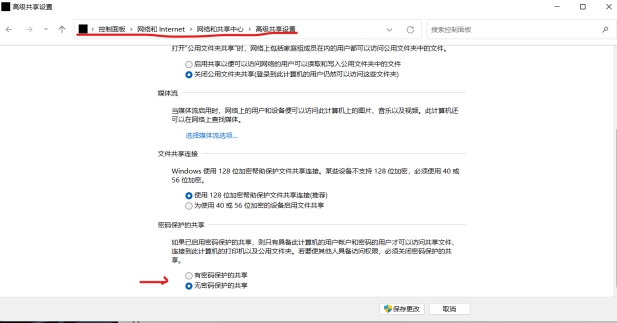 高级共享设置
控制面板 › 网络和 Internet › 网络和共享中心 › 高级共享设置
搜索控制面板
打开“公用文件夹共享”时，网络上包括家庭组成员在内的用户都可以访问公用文件夹中的文件。
启用共享以便可以访问网络的用户可以读取和写入公用文件夹中的文件
关闭公用文件夹共享(登录到此计算机的用户仍然可以访问这些文件夹)
媒体流
当媒体流启用时，网络上的用户和设备便可以访问此计算机上的图片、音乐以及视频。此计算机还
可以在网络上查找媒体。
选择媒体流选项...
文件共享连接
Windows 使用 128 位加密帮助保护文件共享连接。某些设备不支持 128 位加密，必须使用 40 或
56 位加密。
使用 128 位加密帮助保护文件共享连接(推荐)
为使用 40 或 56 位加密的设备启用文件共享
密码保护的共享
如果已启用密码保护的共享，则只有具备此计算机的用户帐户和密码的用户才可以访问共享文件、
连接到此计算机的打印机以及公用文件夹。若要使其他人具备访问权限，必须关闭密码保护的共
享。
有密码保护的共享
无密码保护的共享
保存更改
取消